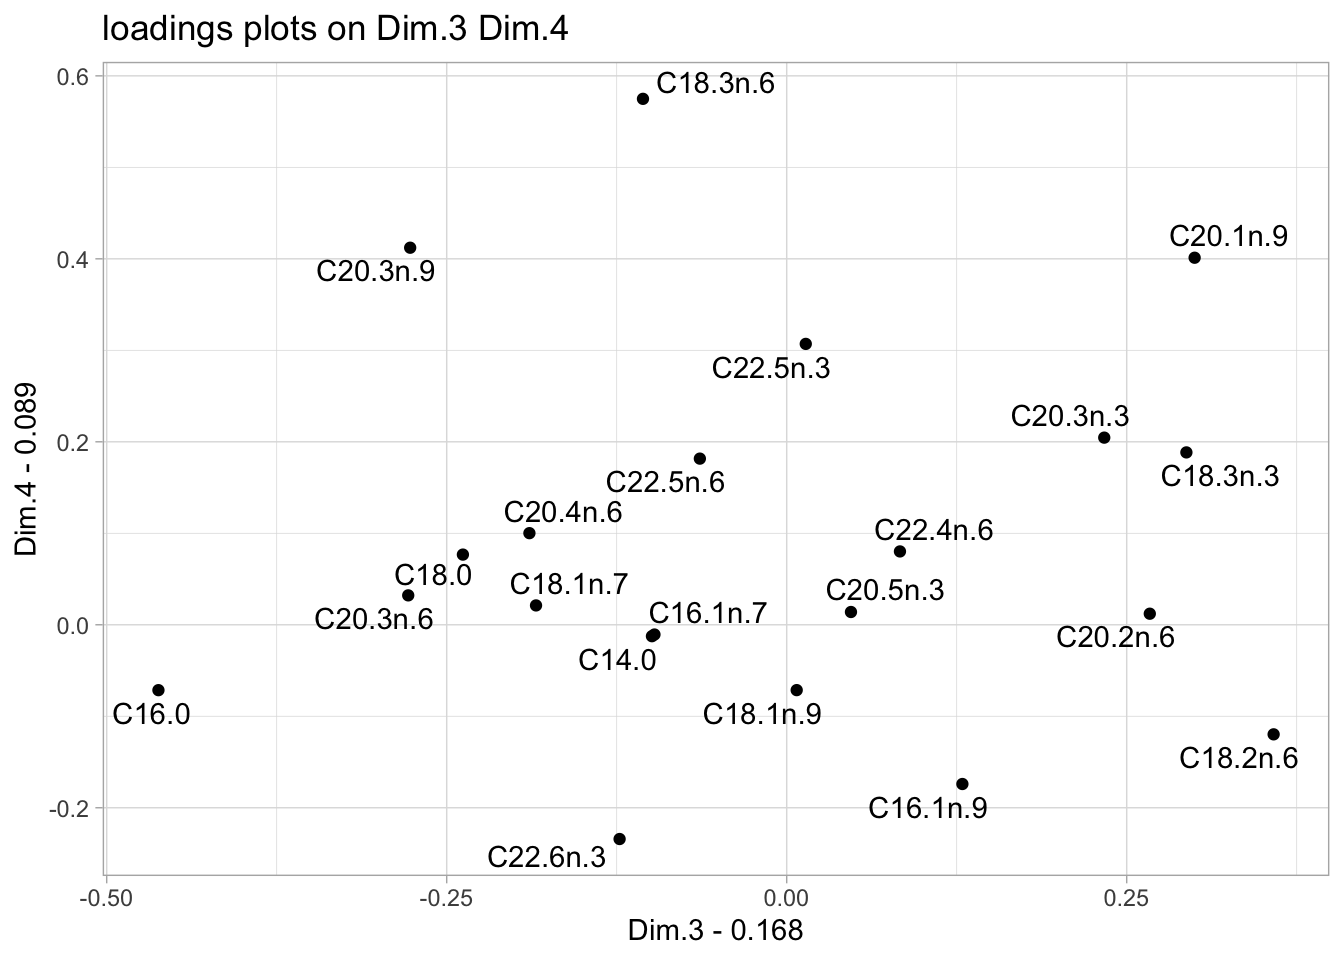 loadings plots on Dim.3 Dim.4
0.6
C18.3n.6
C20.1n.9
0.4
C20.3n.9
C22.5n.3
C20.3n.3
0.2
C18.3n.3
C22.5n.6
C20.4n.6
C22.4n.6
C18.0
C18.1n.7
C20.5n.3
C20.3n.6
C16.1n.7
0.0
C20.2n.6
C14.0
C16.0
C18.1n.9
C18.2n.6
-0.2
C16.1n.9
C22.6n.3
Dim.4 - 0.089
-0.50 -0.25 0.00 0.25
Dim.3 - 0.168